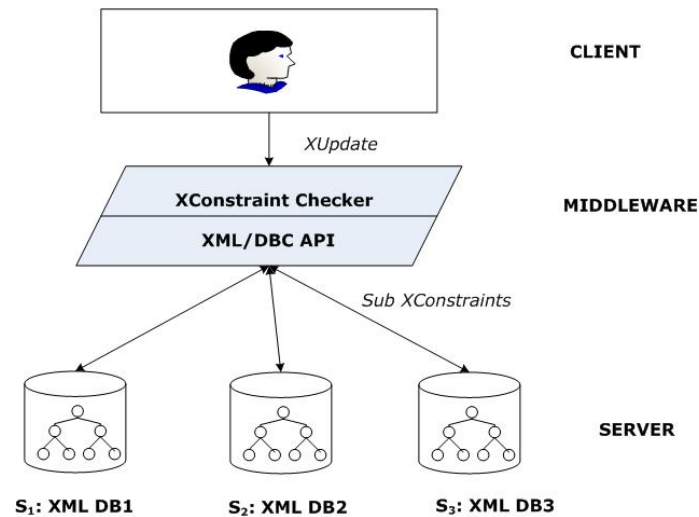 CLIENT
XUpdate
XConstraint Checker
MIDDLEWARE
XML/DBC API
Sub XConstraints
SERVER
S₁: XML DB1
S₂: XML DB2
S₃: XML DB3